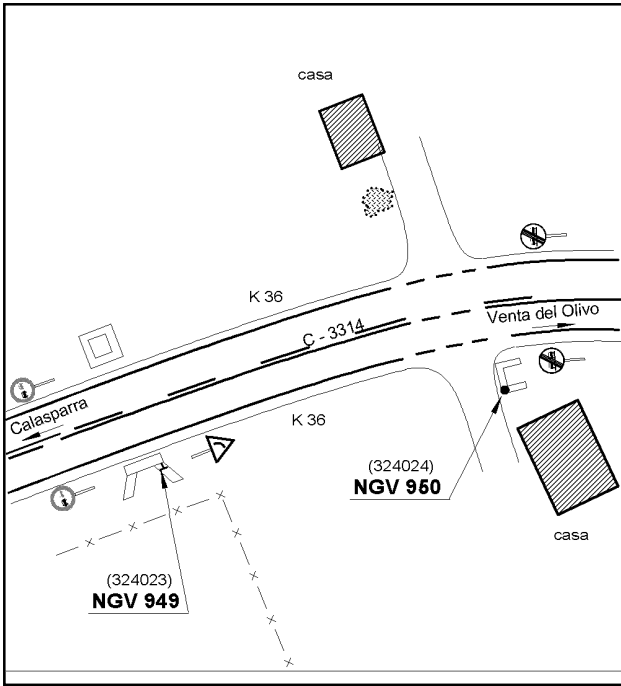 casa
K 36
C - 3314
Venta del Olivo
Calasparra
K 36
(324024)
NGV 950
casa
(324023)
NGV 949